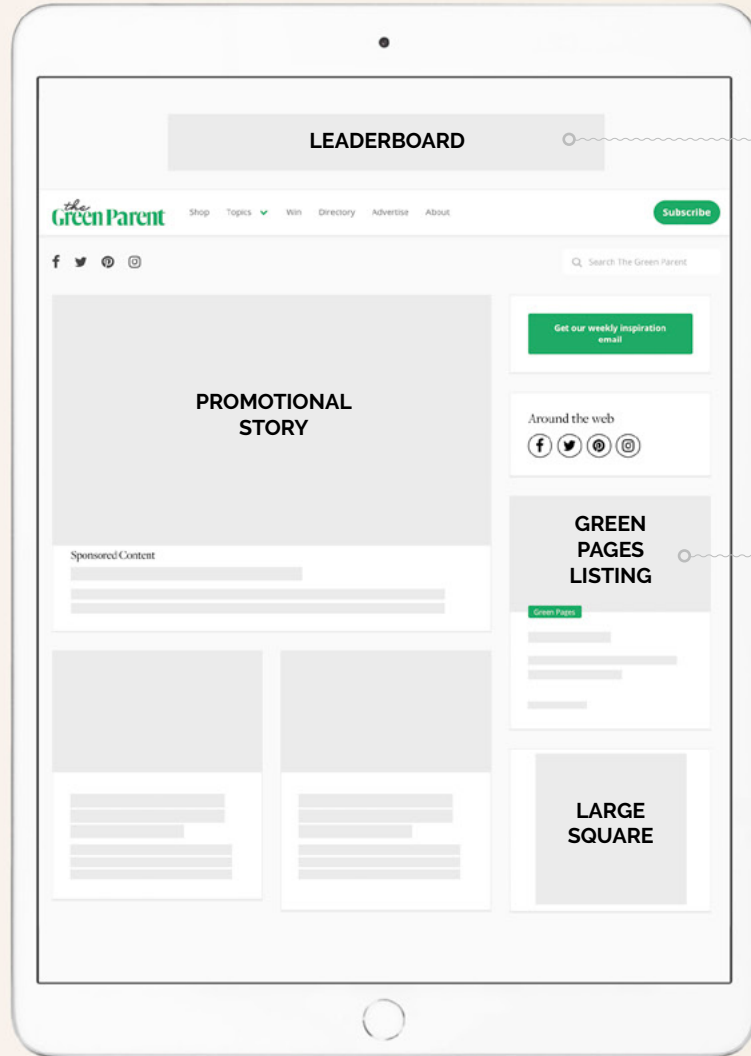 LEADERBOARD
the
Green Parent
Shop Topics Win Directory Advertise About
Subscribe
Search The Green Parent
PROMOTIONAL
STORY
Sponsored Content
Get our weekly inspiration
email
Around the web
GREEN
PAGES
LISTING
Green Pages
LARGE
SQUARE